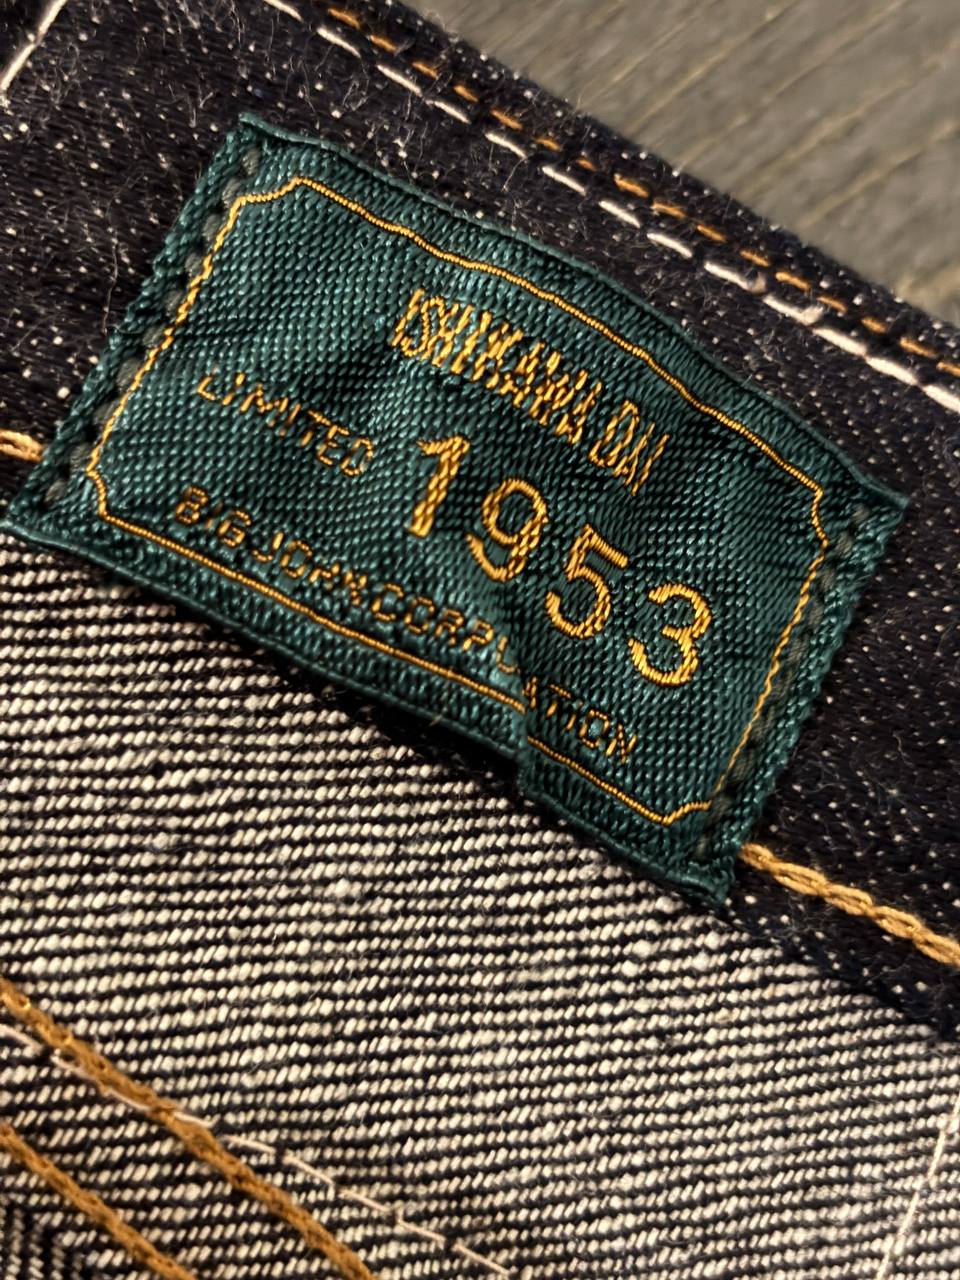 ISHIKAWA DAI
LIMITED 1953
BIG JOHN CORPORATION